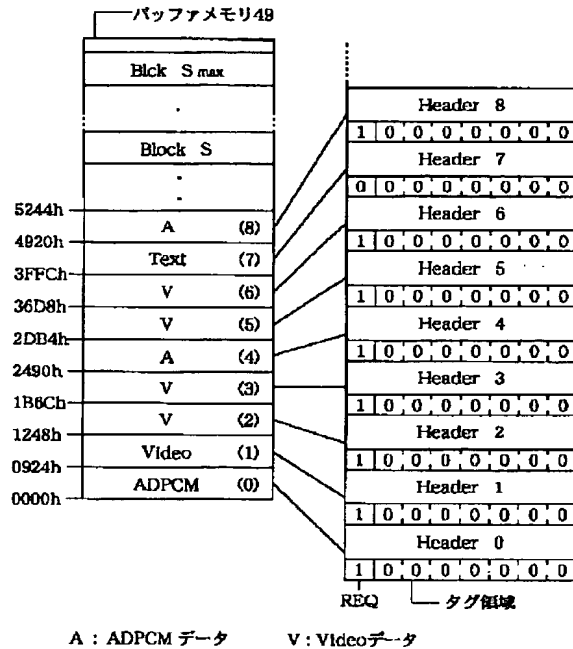 バッファメモリ49
Blck S max
Block S
5244h
A (8)
4920h
Text (7)
3FFCh
V (6)
36D8h
V (5)
2DB4h
A (4)
2490h
V (3)
1B6Ch
V (2)
1248h
Video (1)
0924h
ADPCM (0)
0000h
Header 8
1 0 0 0 0 0 0 0
Header 7
0 0 0 0 0 0 0 0
Header 6
1 0 0 0 0 0 0 0
Header 5
1 0 0 0 0 0 0 0
Header 4
1 0 0 0 0 0 0 0
Header 3
1 0 0 0 0 0 0 0
Header 2
1 0 0 0 0 0 0 0
Header 1
1 0 0 0 0 0 0 0
Header 0
1 0 0 0 0 0 0 0
REQ
タグ領域
A : ADPCM データ V : Videoデータ